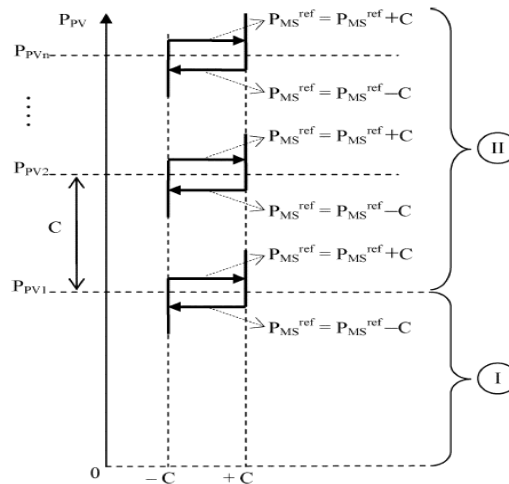 P_PV
P_MS^ref = P_MS^ref +C
P_PVn
P_MS^ref = P_MS^ref –C
.....
P_MS^ref = P_MS^ref +C
II
P_PV2
P_MS^ref = P_MS^ref –C
C
P_MS^ref = P_MS^ref +C
P_PV1
P_MS^ref = P_MS^ref –C
I
0
– C
+ C